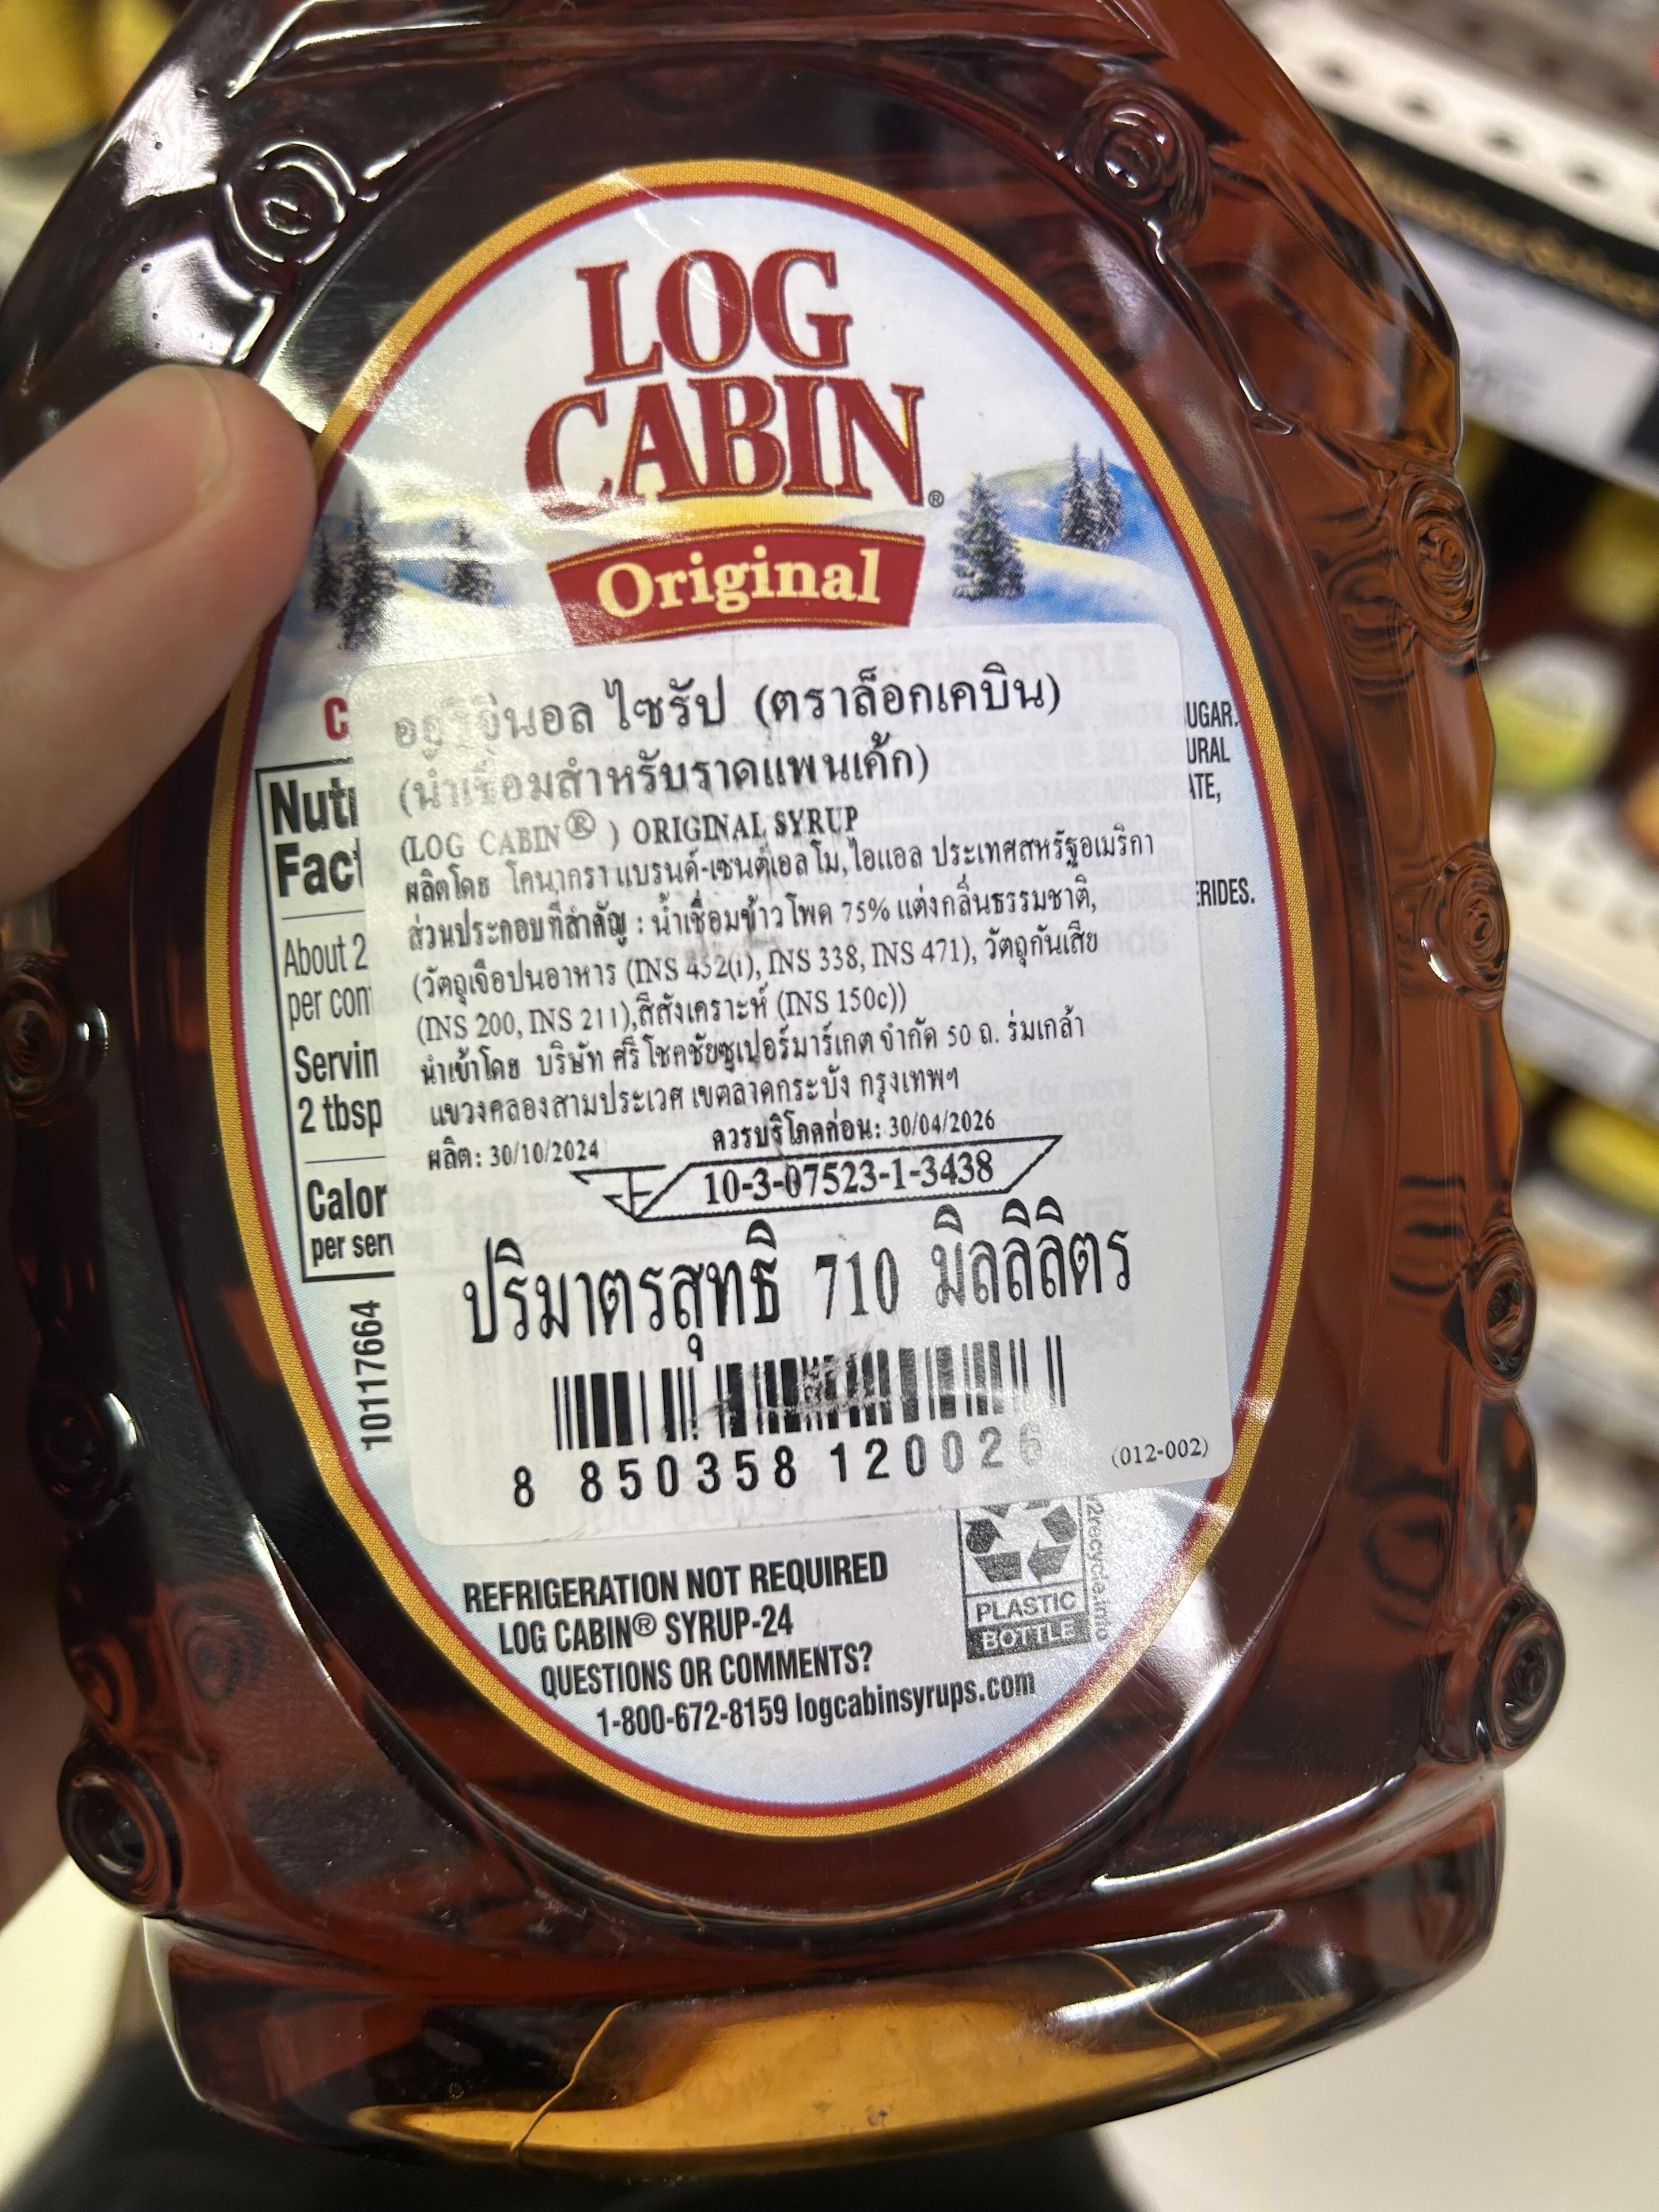 LOG
CABIN®
Original
ออริจินอล ไซรัป (ตราล็อกเคบิน)
(น้ำเชื่อมสำหรับราดแพนเค้ก)
(LOG CABIN® ) ORIGINAL SYRUP
ผลิตโดย โคนากรา แบรนด์-เซนต์เอลโม,ไอแอล ประเทศสหรัฐอเมริกา
ส่วนประกอบที่สำคัญ : น้ำเชื่อมข้าวโพด 75% แต่งกลิ่นธรรมชาติ,
(วัตถุเจือปนอาหาร (INS 452(i), INS 338, INS 471), วัตถุกันเสีย
(INS 200, INS 211),สีสังเคราะห์ (INS 150c))
นำเข้าโดย บริษัท ศรีโชคชัยซูเปอร์มาร์เกต จำกัด 50 ถ. ร่มเกล้า
แขวงคลองสามประเวศ เขตลาดกระบัง กรุงเทพฯ
ผลิต: 30/10/2024 ควรบริโภคก่อน: 30/04/2026
10-3-07523-1-3438
ปริมาตรสุทธิ 710 มิลลิลิตร
8 850358 120026
(012-002)
C
Nutr
Fact
About 2
per con
Servin
2 tbsp
Calor
per serv
10117664
UGAR.
URAL
ATE,
ERIDES.
REFRIGERATION NOT REQUIRED
LOG CABIN® SYRUP-24
QUESTIONS OR COMMENTS?
1-800-672-8159 logcabinsyrups.com
PLASTIC
BOTTLE
2recycle.info